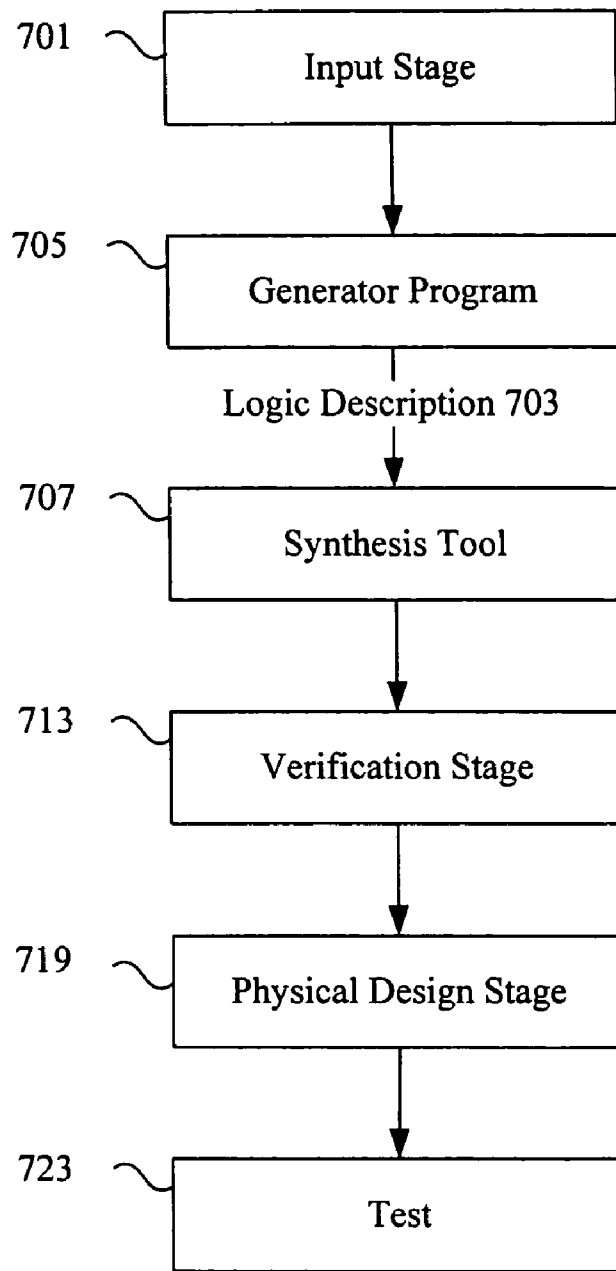 701
Input Stage
705
Generator Program
Logic Description 703
707
Synthesis Tool
713
Verification Stage
719
Physical Design Stage
723
Test